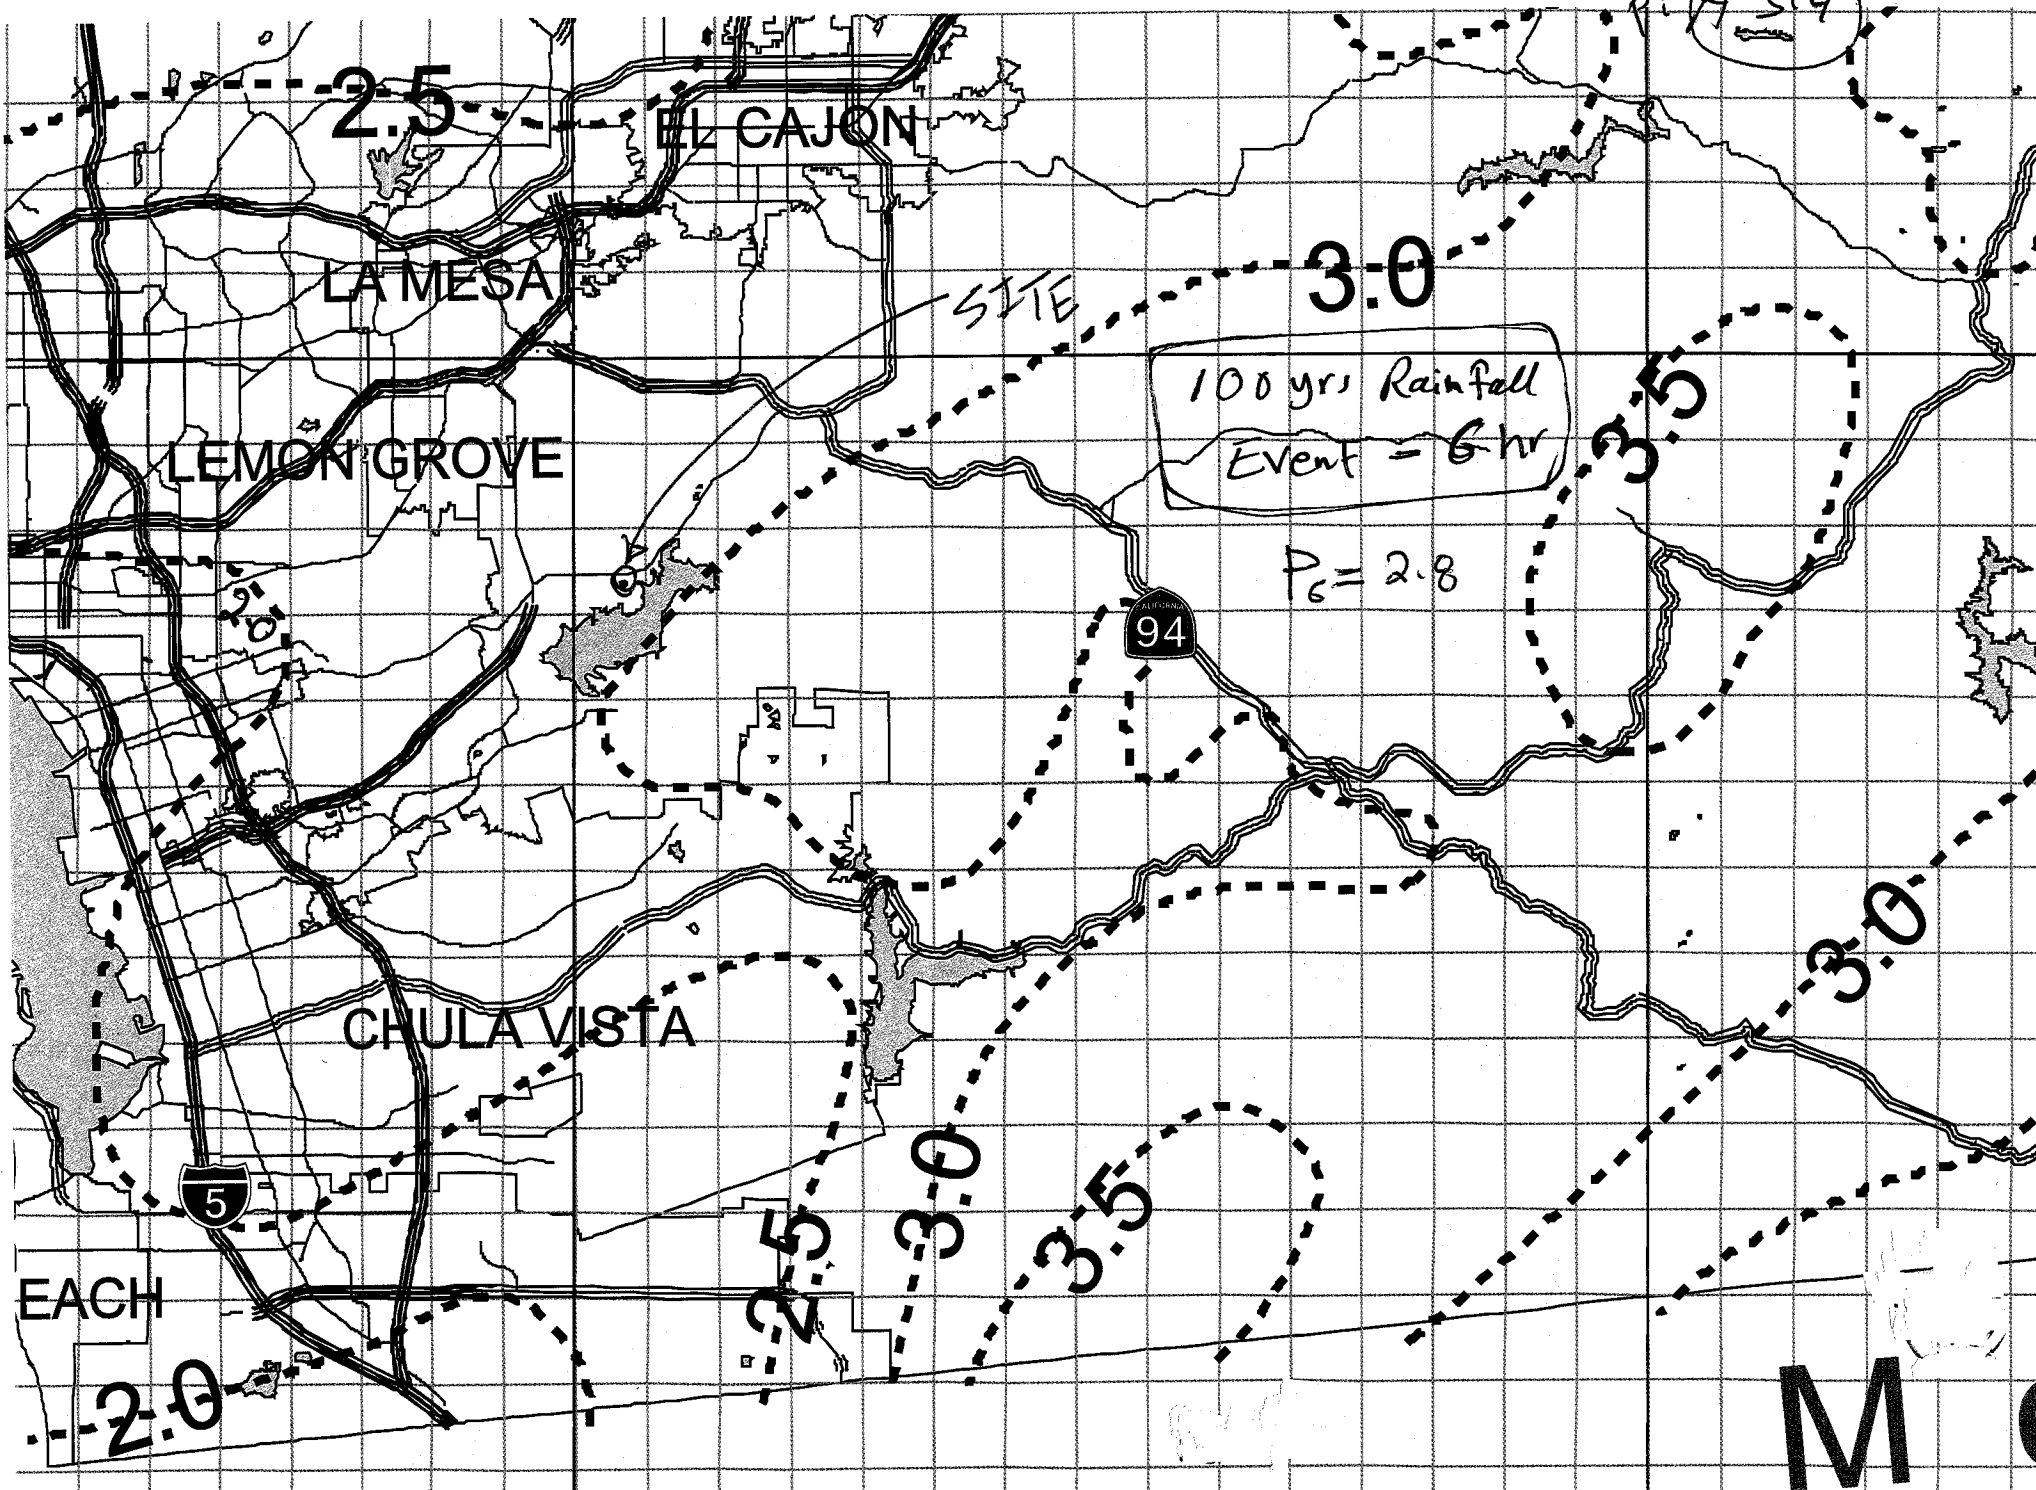 2.5
EL CAJON
LA MESA
SITE
3.0
100 yrs Rainfall
Event = 6 hr
3.5
LEMON GROVE
P6 = 2.8
2.0
CALIFORNIA
94
3.0
CHULA VISTA
5
2.5
3.0
3.5
EACH
2.0
M